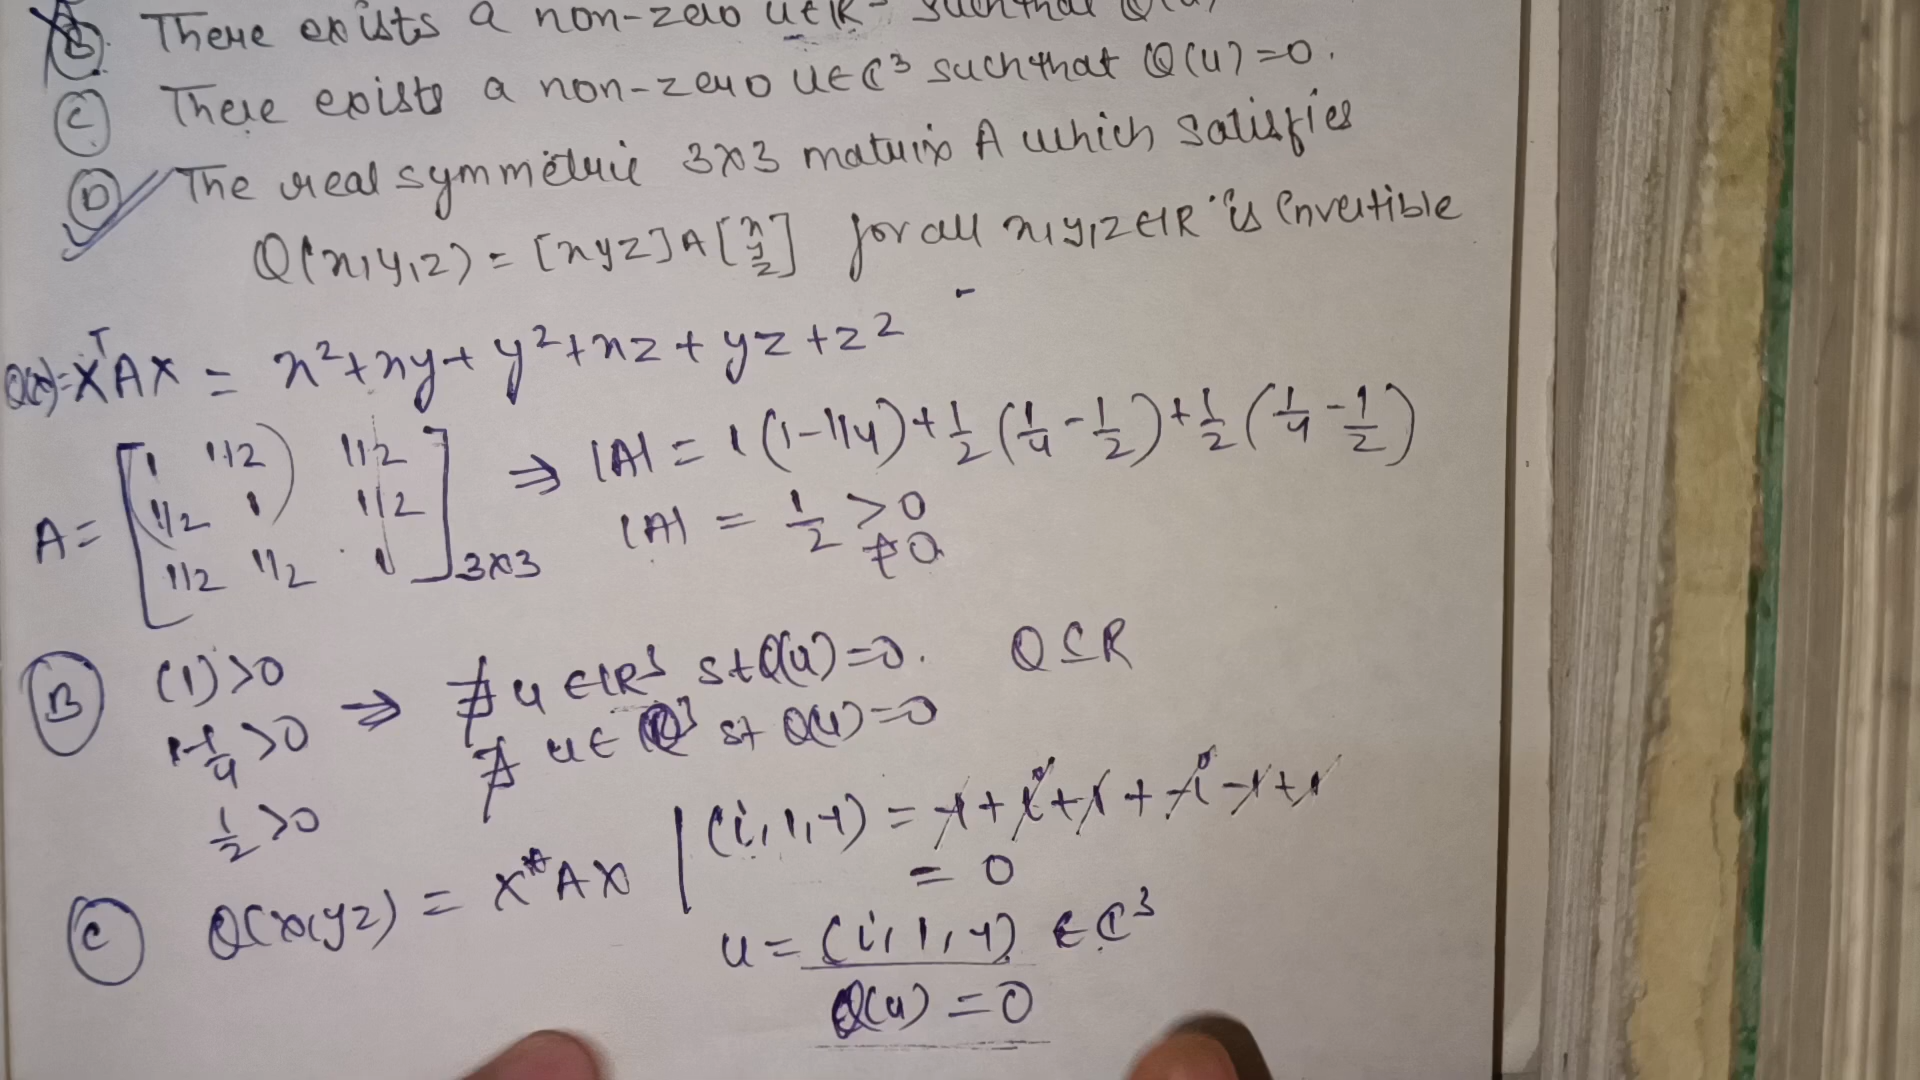 B. There exists a non-zero u∈R³ such that Q(u)
C There exists a non-zero u∈ℂ³ such that Q(u)=0.
D The real symmetric 3×3 matrix A which satisfies
Q(x,y,z) = [x y z] A [x y z] for all x,y,z∈R is invertible
Q(x)=XᵀAX = x²+xy+y²+xz+yz+z²
A = [1 1/2 1/2
1/2 1 1/2
1/2 1/2 1]3×3
⇒ |A| = 1(1-1/4)+1/2(1/4-1/2)+1/2(1/4-1/2)
|A| = 1/2 >0
≠0
B (1)>0
1-1/4>0
1/2>0
⇒ ∄ u∈R³ st Q(u)=0. Q⊆R
∄ u∈Q³ st Q(u)=0
C Q(x,y,z) = X*AX
(i,1,-1) = -1+i+1+-i-1+1
= 0
u=(i,1,-1) ∈ℂ³
Q(u)=0